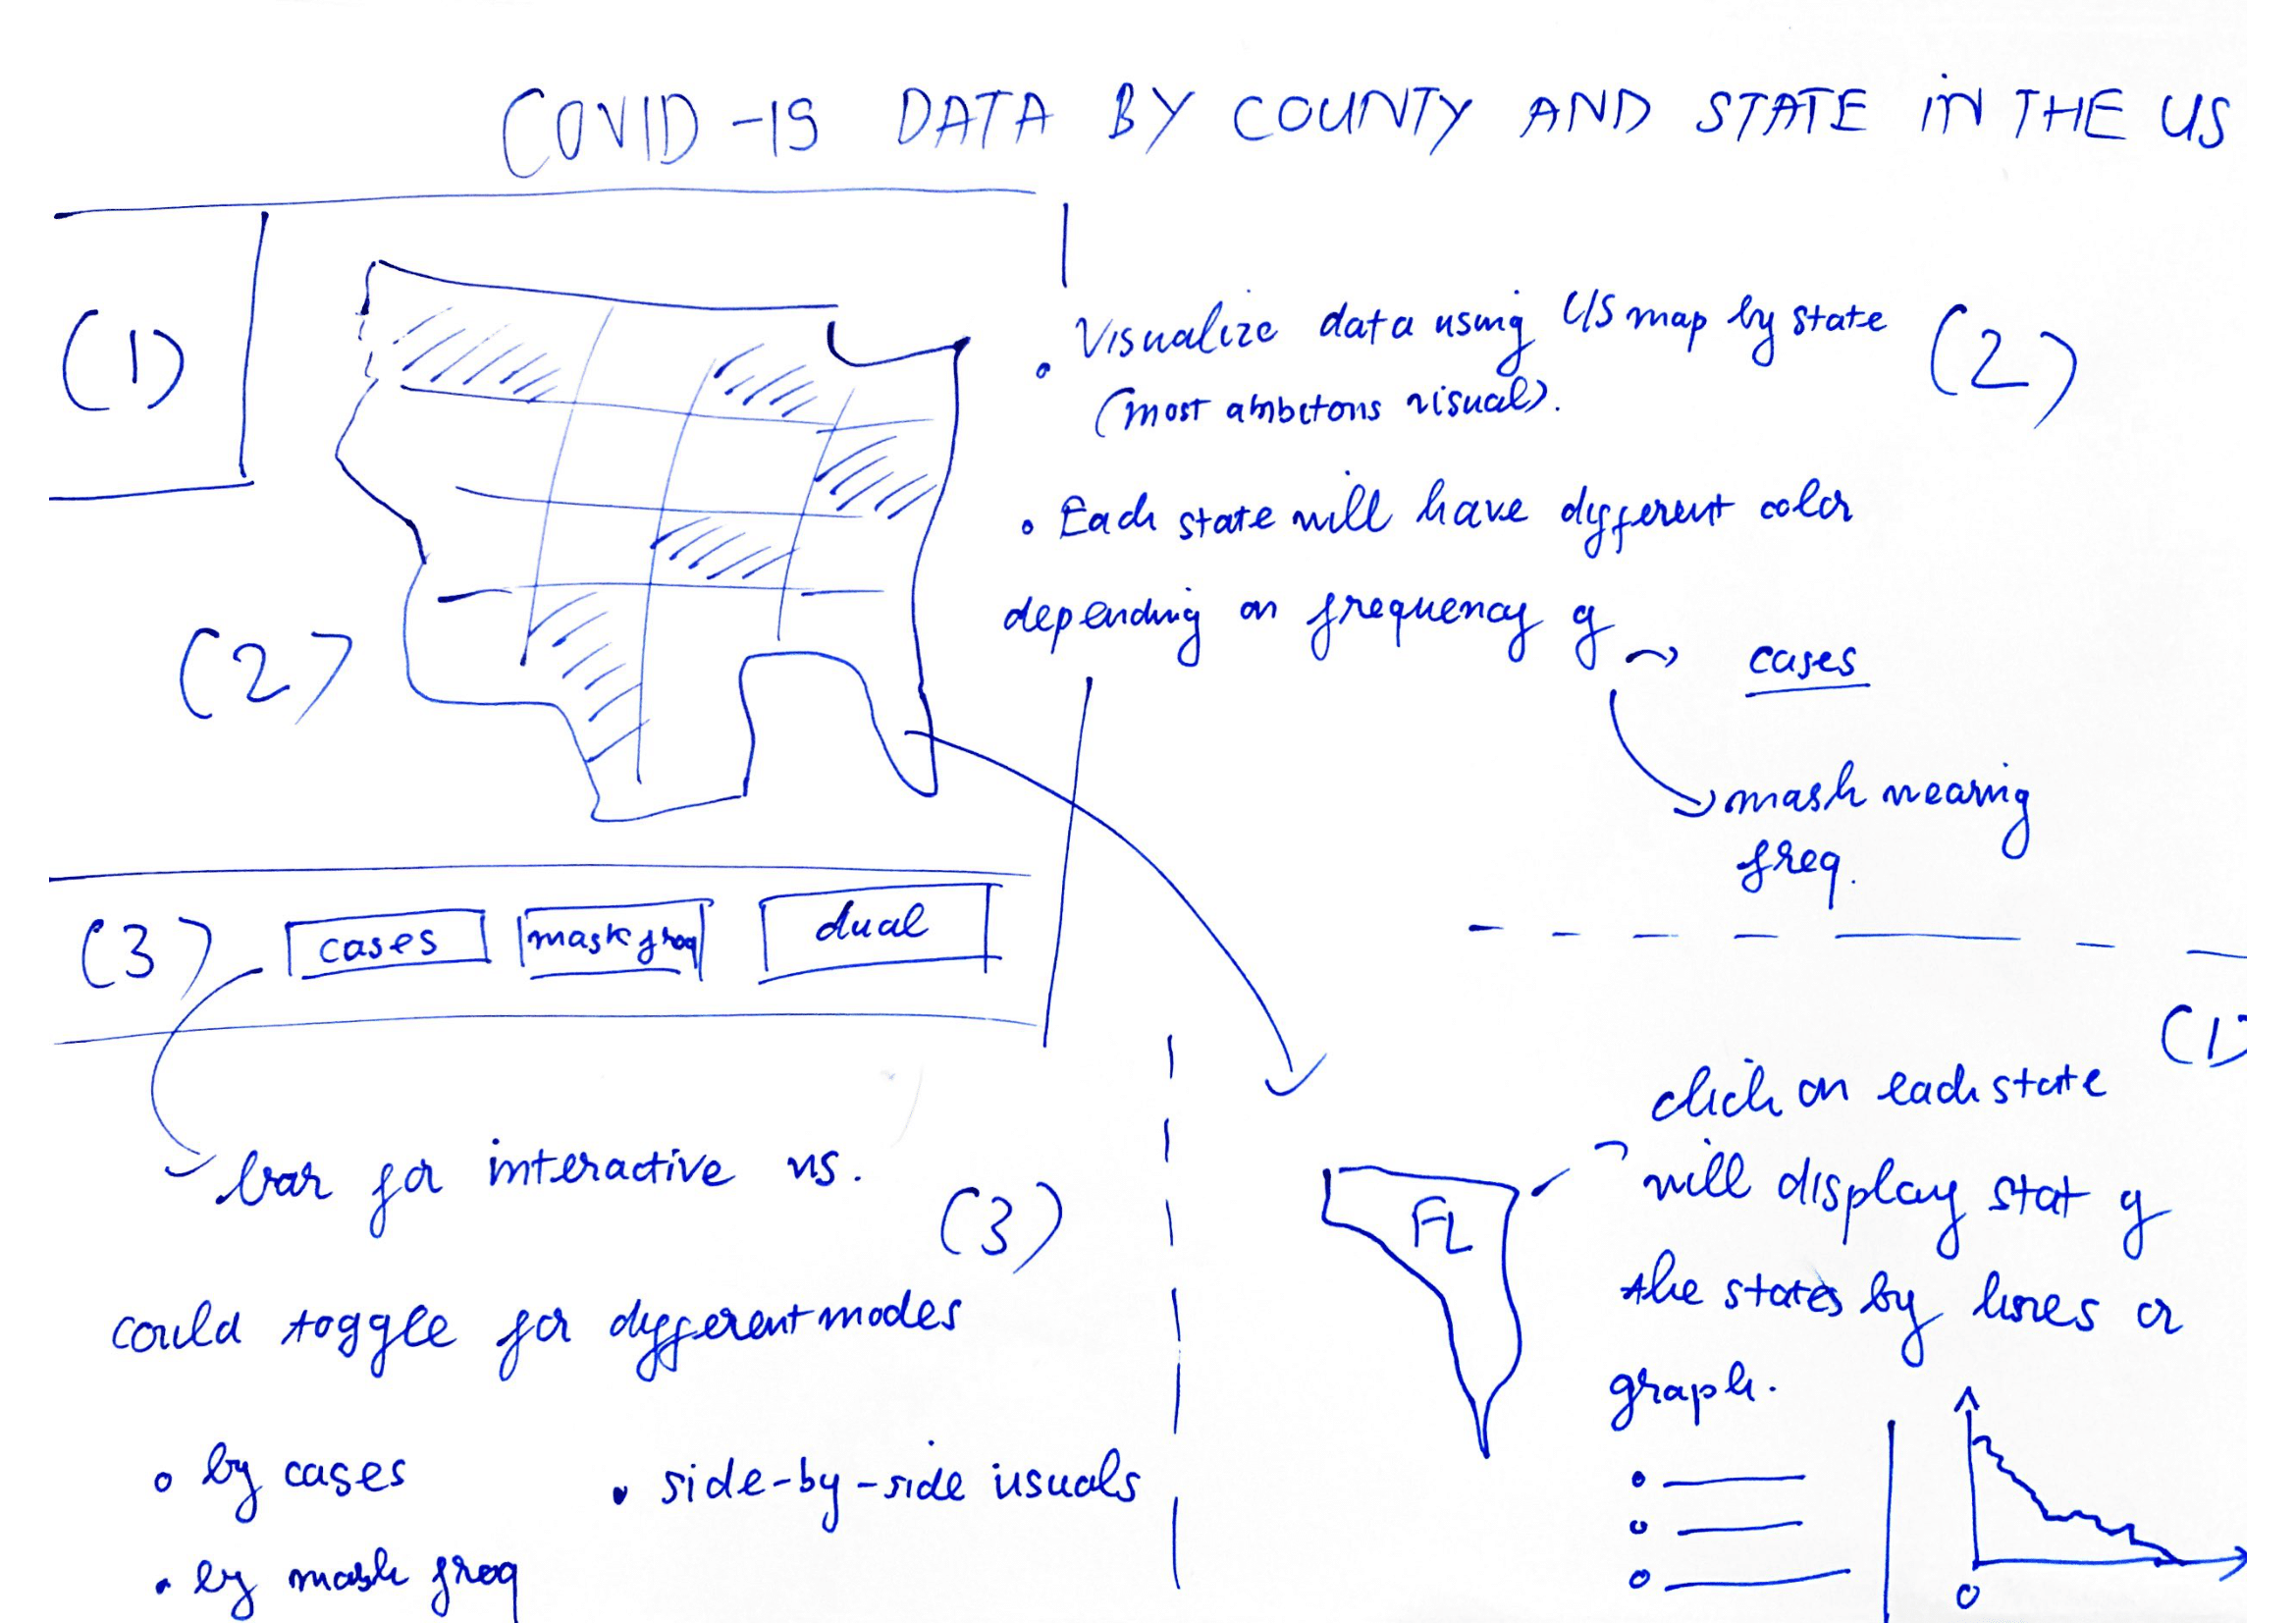 COVID-19 DATA BY COUNTY AND STATE IN THE US
(1)
• Visualize data using US map by state (2)
(most ambitons visual).
• Each state will have different color
depending on frequency of → cases
mask wearing
freq.
(2)
(3) cases mask freq dual
bar for interactive vis.
(3)
could toggle for different modes
• by cases • side-by-side usuals
• by mask freq
(1)
click on each state
will display stat of
the states by lines or
graph.
FL
0